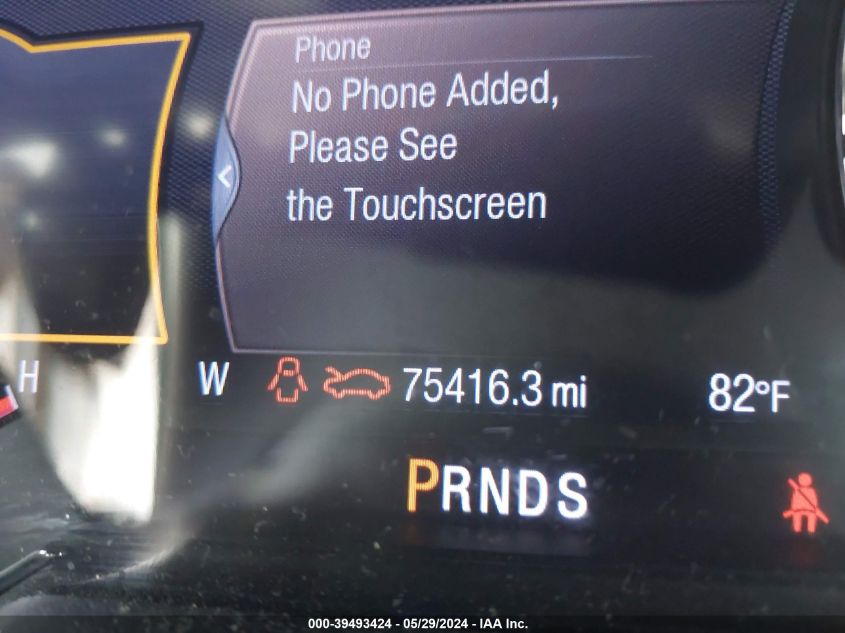 Phone
No Phone Added,
Please See
the Touchscreen
H W 75416.3 mi 82°F
PRNDS
000-39493424 - 05/29/2024 - IAA Inc.